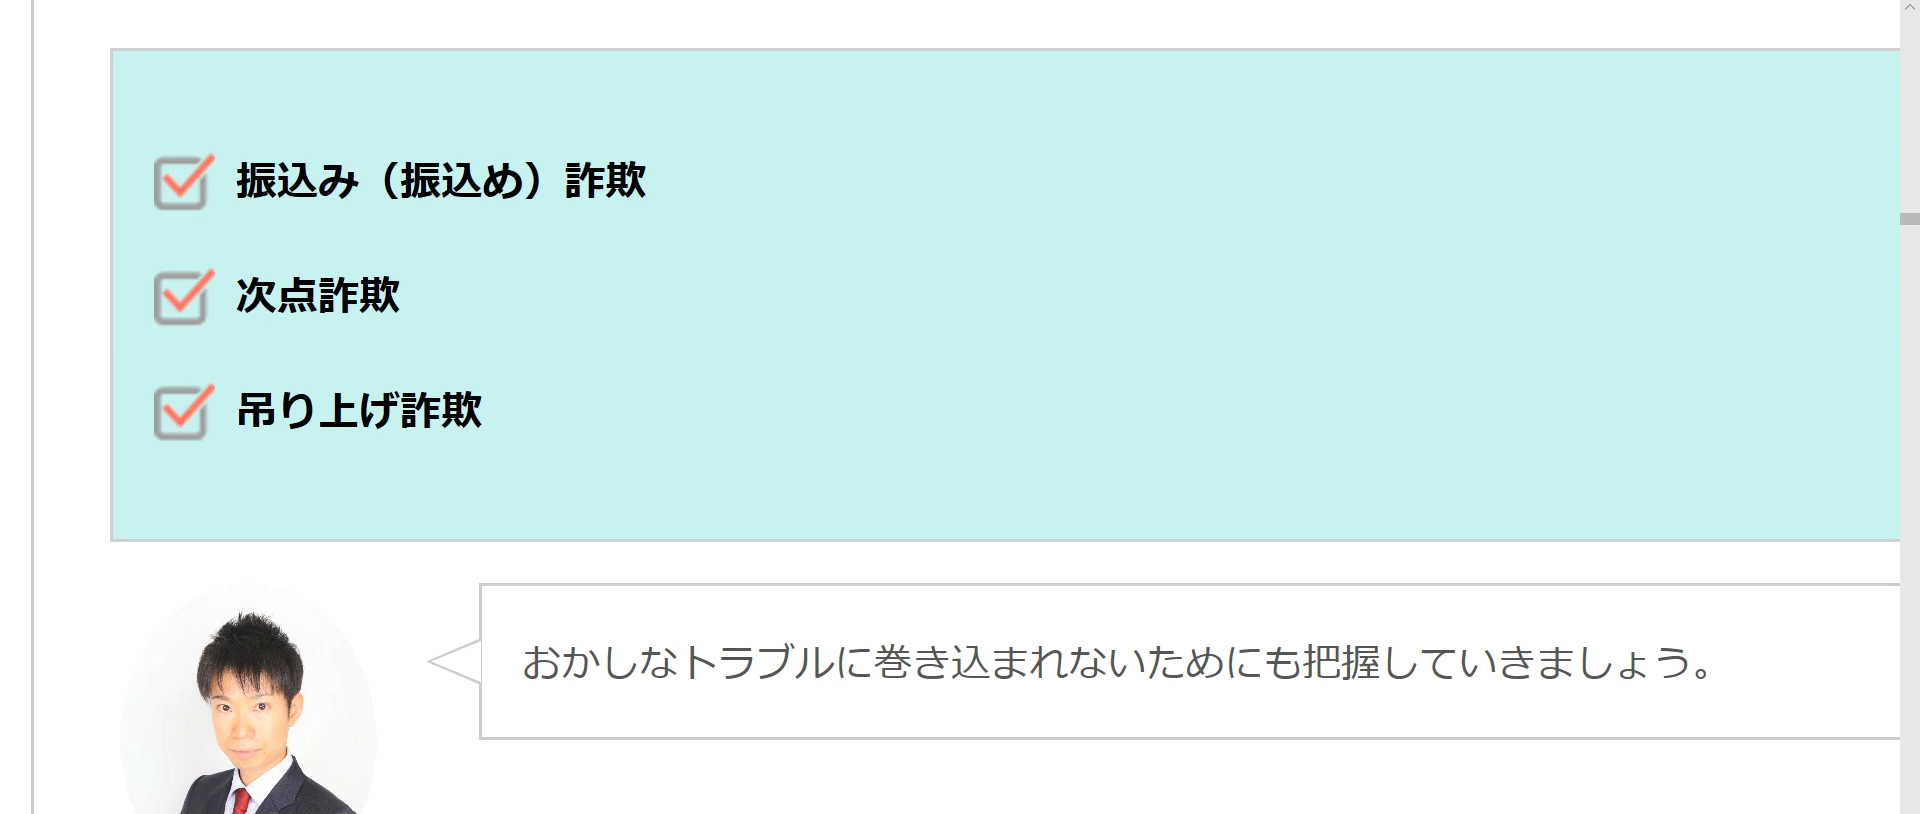 振込み（振込め）詐欺
次点詐欺
吊り上げ詐欺
おかしなトラブルに巻き込まれないためにも把握していきましょう。